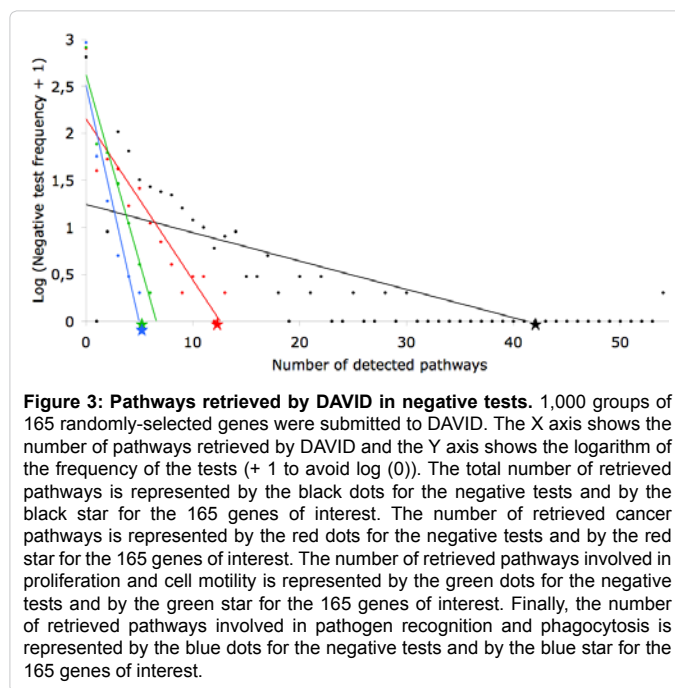 3
2,5
2
1,5
1
0,5
0
Log (Negative test frequency + 1)
0 10 20 30 40 50
Number of detected pathways
Figure 3: Pathways retrieved by DAVID in negative tests. 1,000 groups of
165 randomly-selected genes were submitted to DAVID. The X axis shows the
number of pathways retrieved by DAVID and the Y axis shows the logarithm of
the frequency of the tests (+ 1 to avoid log (0)). The total number of retrieved
pathways is represented by the black dots for the negative tests and by the
black star for the 165 genes of interest. The number of retrieved cancer
pathways is represented by the red dots for the negative tests and by the red
star for the 165 genes of interest. The number of retrieved pathways involved in
proliferation and cell motility is represented by the green dots for the negative
tests and by the green star for the 165 genes of interest. Finally, the number
of retrieved pathways involved in pathogen recognition and phagocytosis is
represented by the blue dots for the negative tests and by the blue star for the
165 genes of interest.